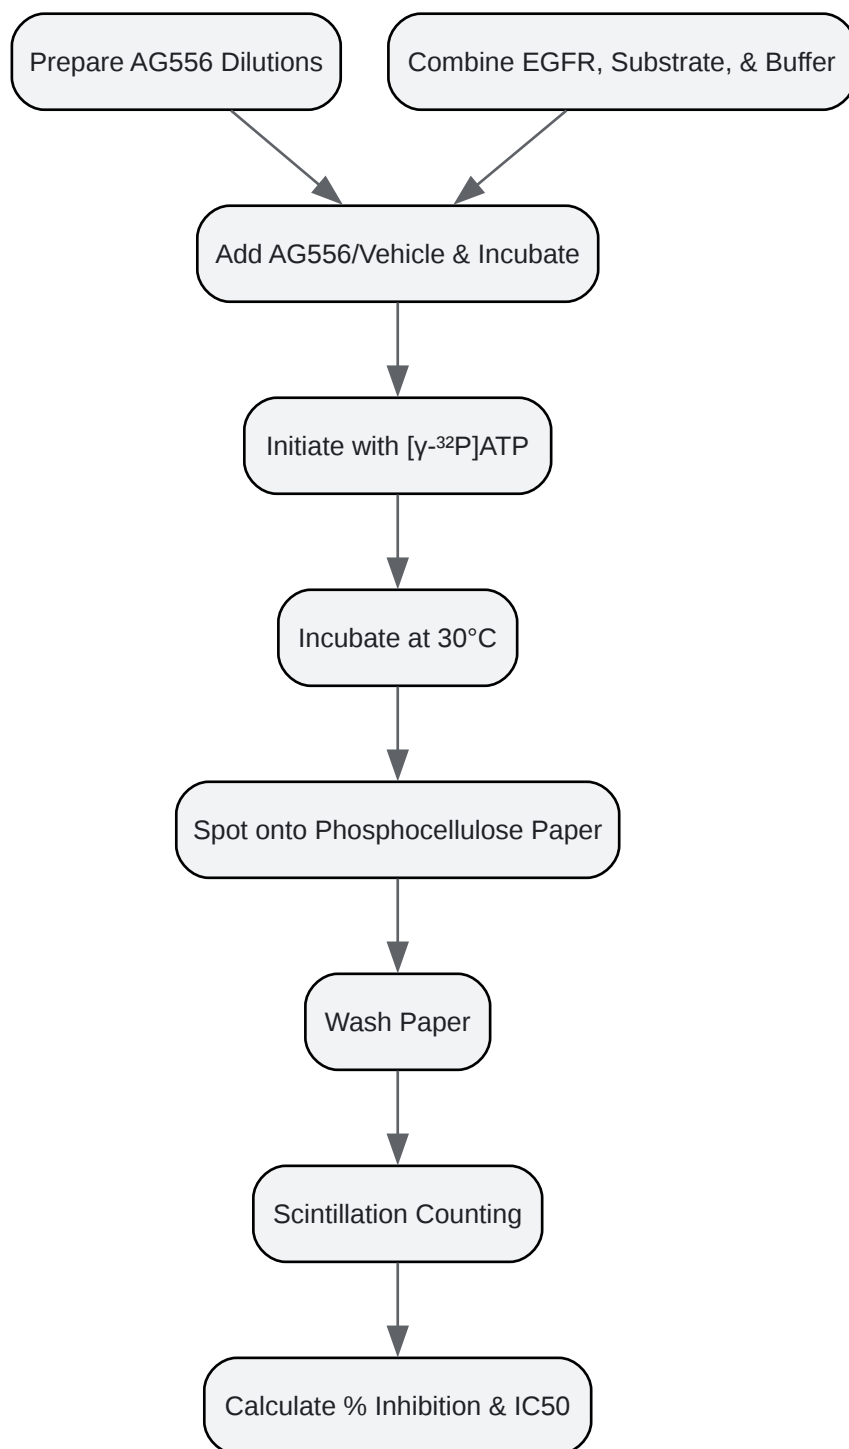 Prepare AG556 Dilutions
Combine EGFR, Substrate, & Buffer
Add AG556/Vehicle & Incubate
Initiate with [γ-³²P]ATP
Incubate at 30°C
Spot onto Phosphocellulose Paper
Wash Paper
Scintillation Counting
Calculate % Inhibition & IC50